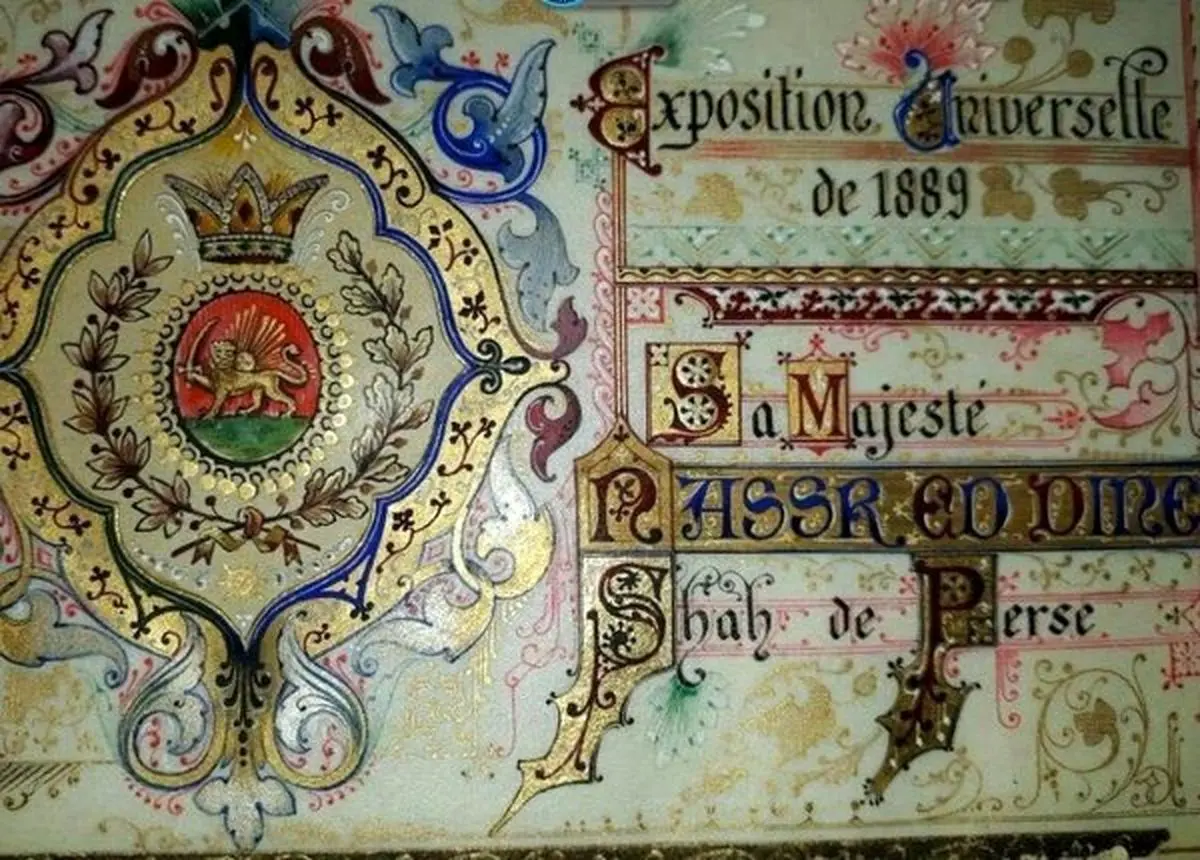 Exposition Universelle
de 1889
Sa Majesté
NASSR ED DINE
Shah de Perse